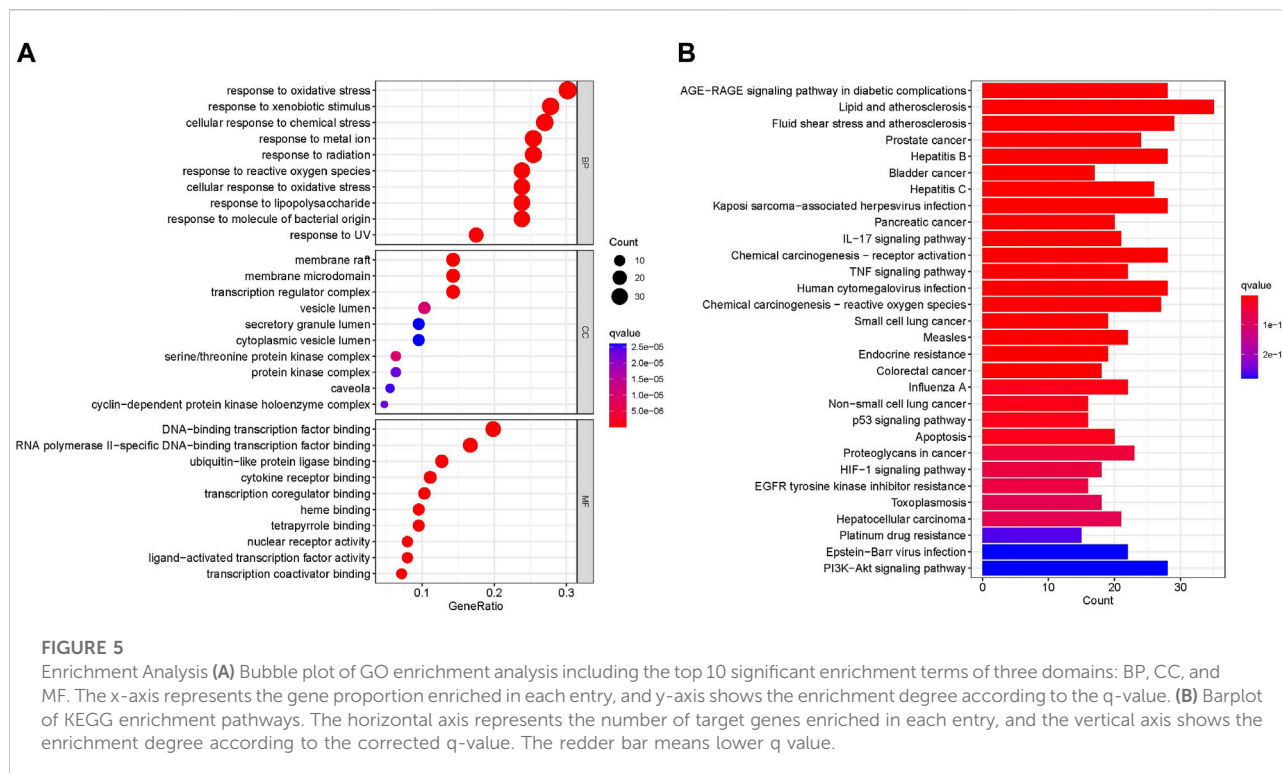 A
response to oxidative stress
response to xenobiotic stimulus
cellular response to chemical stress
response to metal ion
response to radiation
response to reactive oxygen species
cellular response to oxidative stress
response to lipopolysaccharide
response to molecule of bacterial origin
response to UV
BP
membrane raft
membrane microdomain
transcription regulator complex
vesicle lumen
secretory granule lumen
cytoplasmic vesicle lumen
serine/threonine protein kinase complex
protein kinase complex
caveola
cyclin-dependent protein kinase holoenzyme complex
CC
DNA-binding transcription factor binding
RNA polymerase II-specific DNA-binding transcription factor binding
ubiquitin-like protein ligase binding
cytokine receptor binding
transcription coregulator binding
heme binding
tetrapyrrole binding
nuclear receptor activity
ligand-activated transcription factor activity
transcription coactivator binding
MF
0.1 0.2 0.3
GeneRatio
Count
10
20
30
qvalue
2.5e-05
2.0e-05
1.5e-05
1.0e-05
5.0e-06
B
AGE-RAGE signaling pathway in diabetic complications
Lipid and atherosclerosis
Fluid shear stress and atherosclerosis
Prostate cancer
Hepatitis B
Bladder cancer
Hepatitis C
Kaposi sarcoma-associated herpesvirus infection
Pancreatic cancer
IL-17 signaling pathway
Chemical carcinogenesis - receptor activation
TNF signaling pathway
Human cytomegalovirus infection
Chemical carcinogenesis - reactive oxygen species
Small cell lung cancer
Measles
Endocrine resistance
Colorectal cancer
Influenza A
Non-small cell lung cancer
p53 signaling pathway
Apoptosis
Proteoglycans in cancer
HIF-1 signaling pathway
EGFR tyrosine kinase inhibitor resistance
Toxoplasmosis
Hepatocellular carcinoma
Platinum drug resistance
Epstein-Barr virus infection
PI3K-Akt signaling pathway
0 10 20 30
Count
qvalue
1e-1
2e-1
FIGURE 5
Enrichment Analysis (A) Bubble plot of GO enrichment analysis including the top 10 significant enrichment terms of three domains: BP, CC, and
MF. The x-axis represents the gene proportion enriched in each entry, and y-axis shows the enrichment degree according to the q-value. (B) Barplot
of KEGG enrichment pathways. The horizontal axis represents the number of target genes enriched in each entry, and the vertical axis shows the
enrichment degree according to the corrected q-value. The redder bar means lower q value.